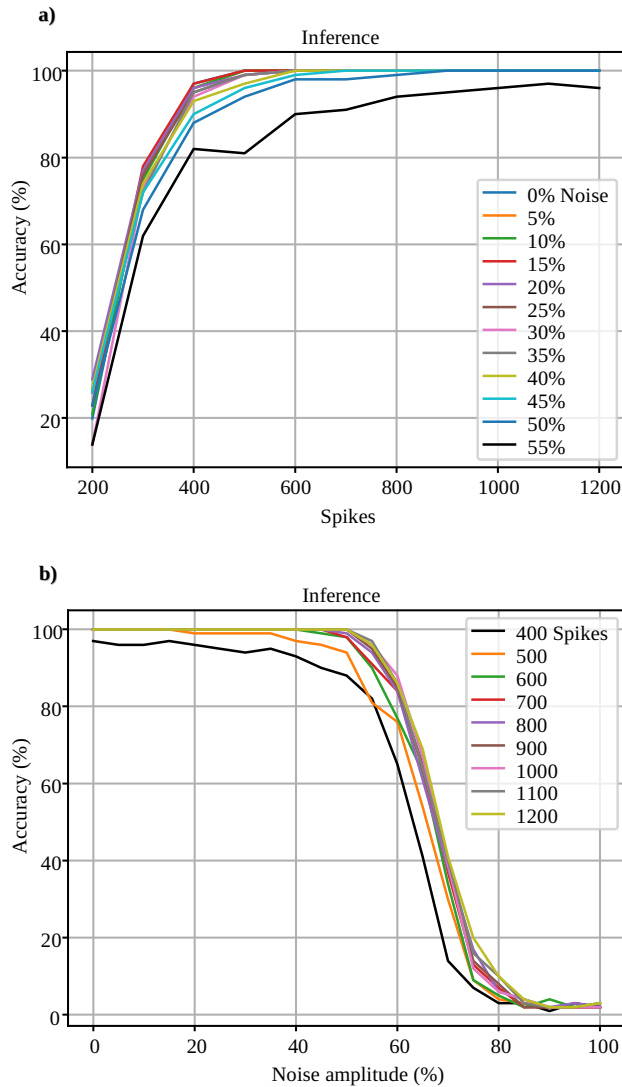 a)
Inference
100
80
60
40
20
Accuracy (%)
0% Noise
5%
10%
15%
20%
25%
30%
35%
40%
45%
50%
55%
200 400 600 800 1000 1200
Spikes
b)
Inference
100
80
60
40
20
0
Accuracy (%)
400 Spikes
500
600
700
800
900
1000
1100
1200
0 20 40 60 80 100
Noise amplitude (%)